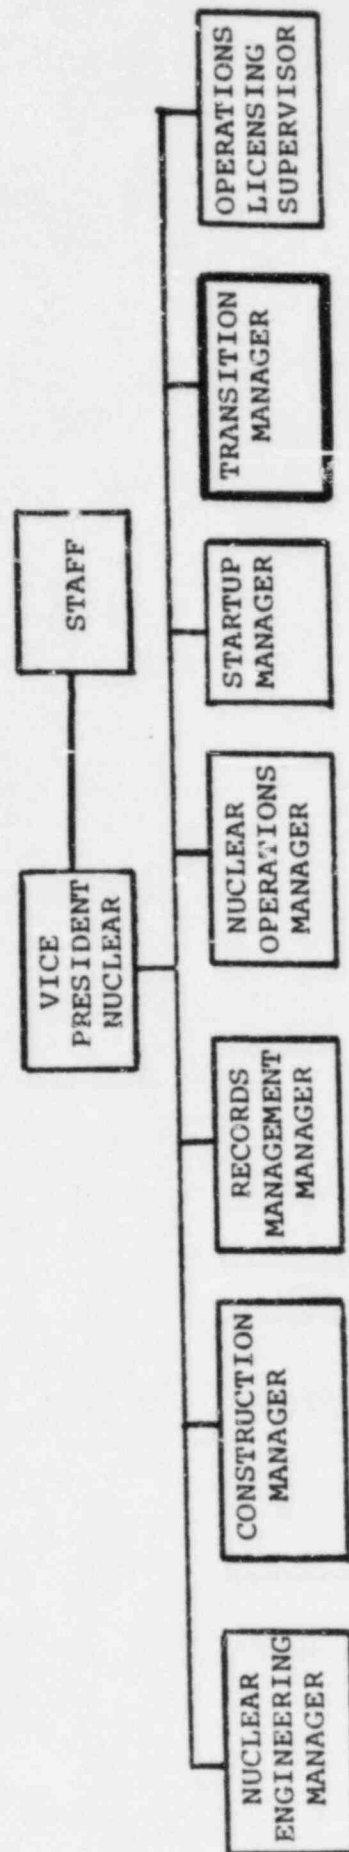 VICE
PRESIDENT
NUCLEAR
STAFF
NUCLEAR
ENGINEERING
MANAGER
CONSTRUCTION
MANAGER
RECORDS
MANAGEMENT
MANAGER
NUCLEAR
OPERATIONS
MANAGER
STARTUP
MANAGER
TRANSITION
MANAGER
OPERATIONS
LICENSING
SUPERVISOR